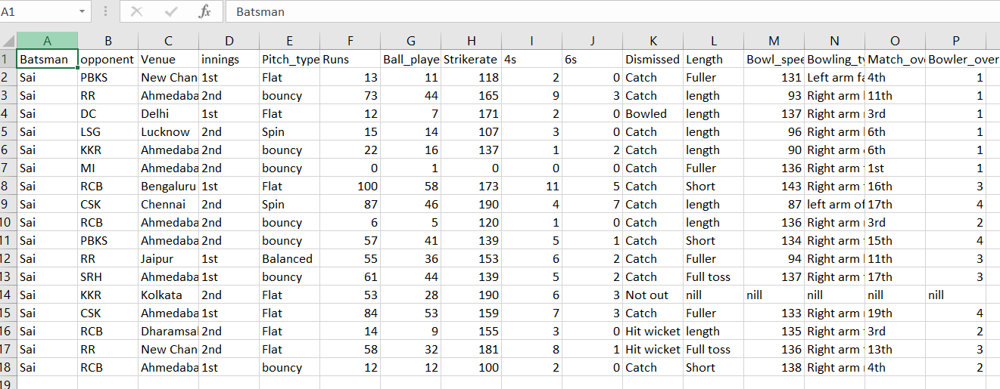 A1 fx Batsman
A B C D E F G H I J K L M N O P
1 Batsman opponent Venue innings Pitch_type Runs Ball_playe Strikerate 4s 6s Dismissed Length Bowl_spee Bowling_ty Match_ov Bowler_over
2 Sai PBKS New Chan 1st Flat 13 11 118 2 0 Catch Fuller 131 Left arm fa 4th 1
3 Sai RR Ahmedaba 2nd bouncy 73 44 165 9 3 Catch length 93 Right arm 11th 1
4 Sai DC Delhi 1st Flat 12 7 171 2 0 Bowled length 137 Right arm 3rd 1
5 Sai LSG Lucknow 2nd Spin 15 14 107 3 0 Catch length 96 Right arm 6th 1
6 Sai KKR Ahmedaba 2nd bouncy 22 16 137 1 2 Catch length 90 Right arm 6th 1
7 Sai MI Ahmedaba 2nd bouncy 0 1 0 0 0 Catch Fuller 136 Right arm 1st 1
8 Sai RCB Bengaluru 1st Flat 100 58 173 11 5 Catch Short 143 Right arm 16th 3
9 Sai CSK Chennai 2nd Spin 87 46 190 4 7 Catch length 87 left arm of 17th 4
10 Sai RCB Ahmedaba 2nd bouncy 6 5 120 1 0 Catch length 136 Right arm 3rd 2
11 Sai PBKS Ahmedaba 2nd bouncy 57 41 139 5 1 Catch Short 134 Right arm 15th 4
12 Sai RR Jaipur 1st Balanced 55 36 153 6 2 Catch Fuller 94 Right arm 11th 3
13 Sai SRH Ahmedaba 1st bouncy 61 44 139 5 2 Catch Full toss 137 Right arm 17th 3
14 Sai KKR Kolkata 2nd Flat 53 28 190 6 3 Not out nill nill nill nill nill
15 Sai CSK Ahmedaba 1st Flat 84 53 159 7 3 Catch Fuller 133 Right arm 19th 4
16 Sai RCB Dharamsal 2nd Flat 14 9 155 3 0 Hit wicket length 135 Right arm 3rd 2
17 Sai RR New Chan 2nd Flat 58 32 181 8 1 Hit wicket Full toss 136 Right arm 13th 3
18 Sai RCB Ahmedaba 1st bouncy 12 12 100 2 0 Catch Short 138 Right arm 4th 2
19